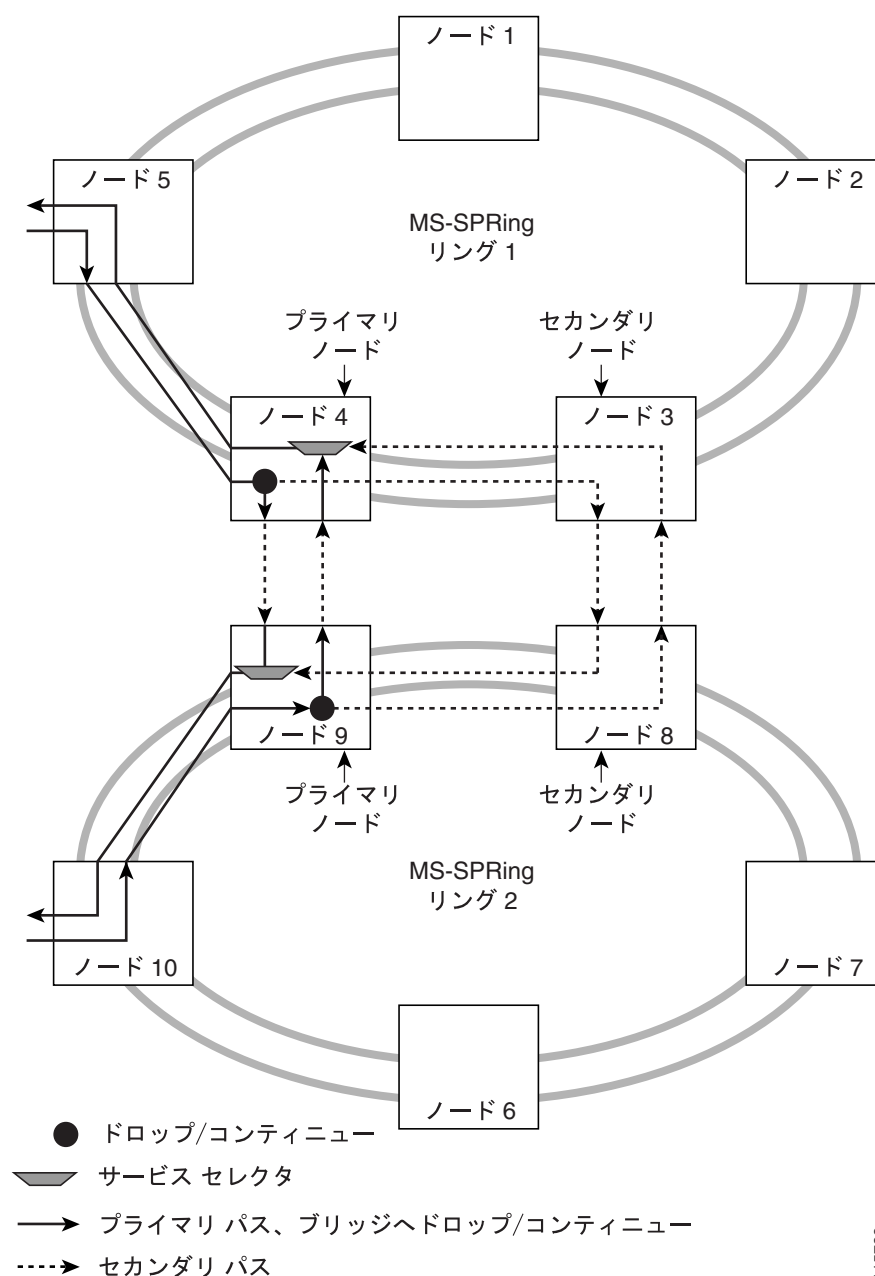 ノード 1
ノード 5
ノード 2
MS-SPRing
リング 1
プライマリ
ノード
セカンダリ
ノード
ノード 4
ノード 3
ノード 9
ノード 8
プライマリ
ノード
セカンダリ
ノード
MS-SPRing
リング 2
ノード 10
ノード 7
ノード 6
ドロップ/コンティニュー
サービス セレクタ
プライマリ パス、ブリッジへドロップ/コンティニュー
セカンダリ パス